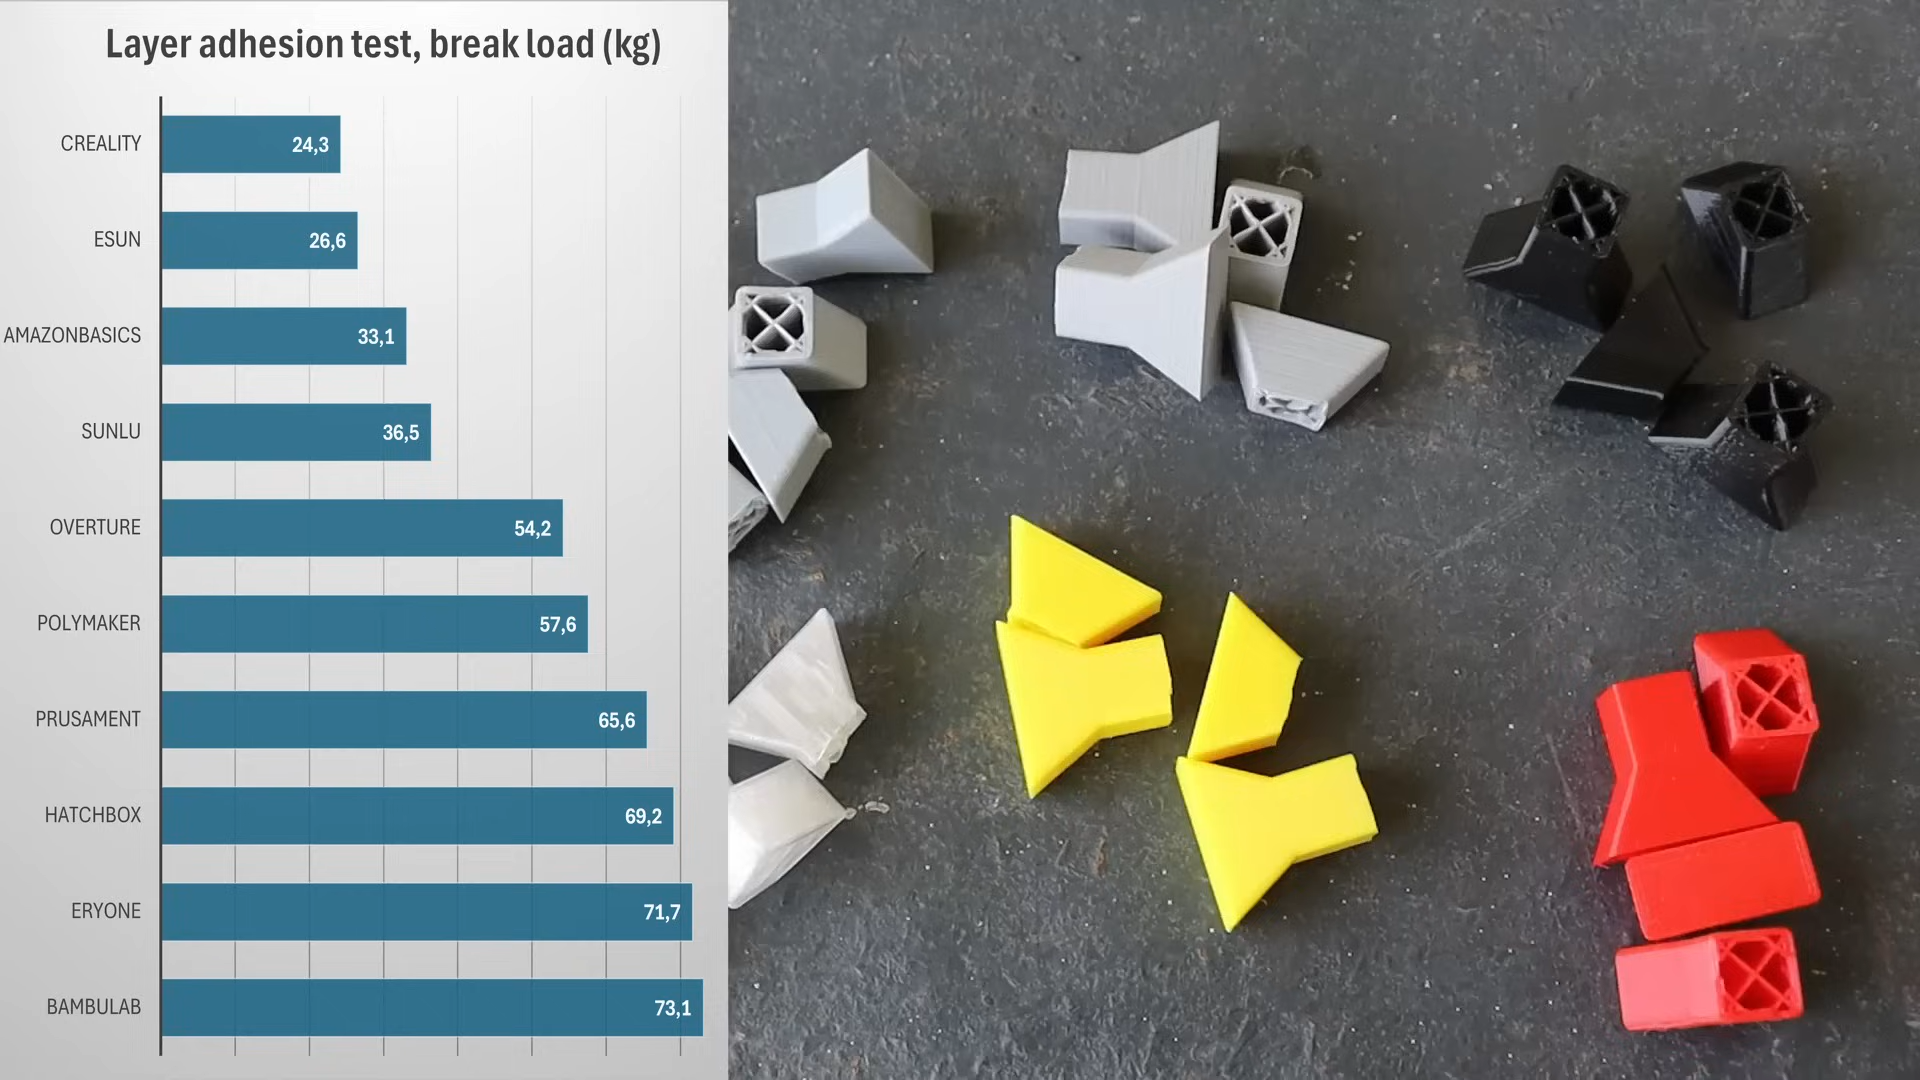 Layer adhesion test, break load (kg)
CREALITY 24,3
ESUN 26,6
AMAZONBASICS 33,1
SUNLU 36,5
OVERTURE 54,2
POLYMAKER 57,6
PRUSAMENT 65,6
HATCHBOX 69,2
ERYONE 71,7
BAMBULAB 73,1